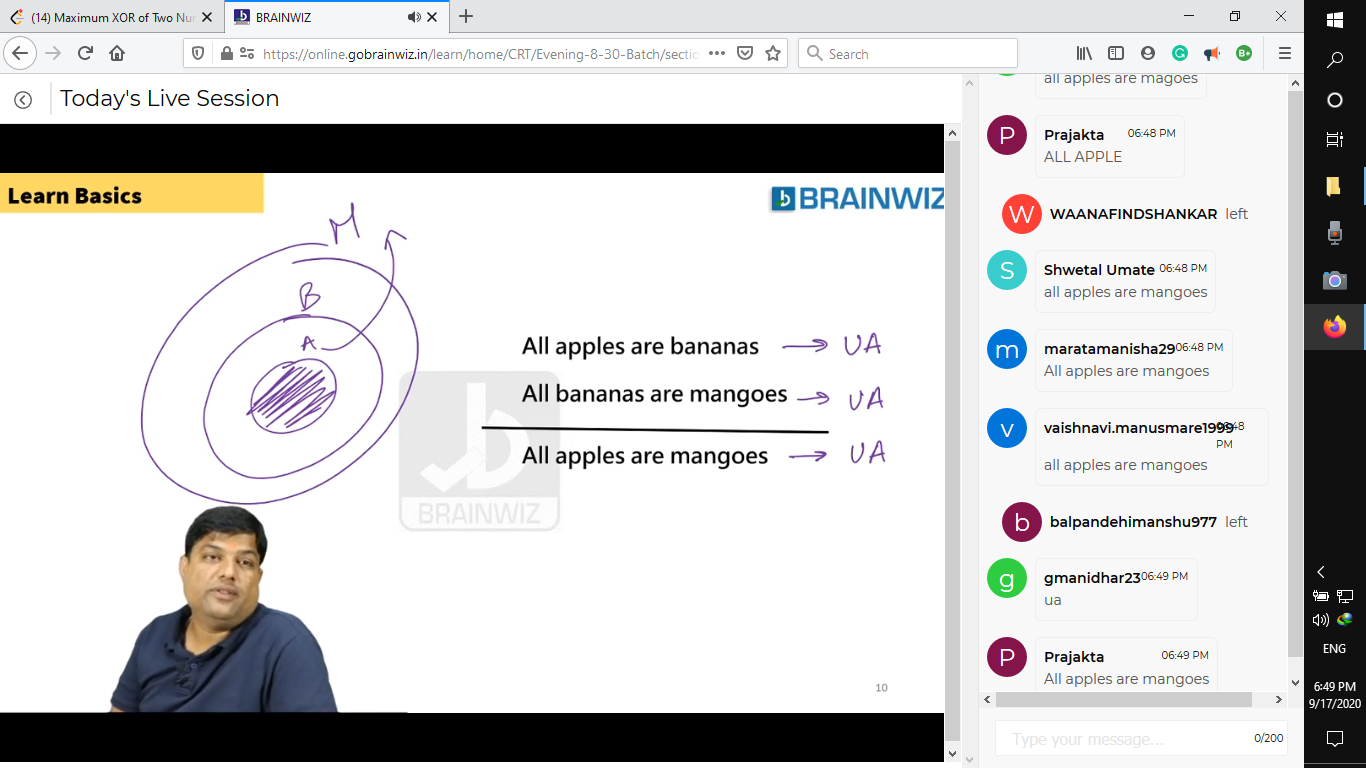 (14) Maximum XOR of Two Nu
BRAINWIZ
https://online.gobrainwiz.in/learn/home/CRT/Evening-8-30-Batch/sectio
Search
Today's Live Session
Learn Basics
BRAINWIZ
M
B
A
All apples are bananas → UA
All bananas are mangoes → UA
All apples are mangoes → UA
BRAINWIZ
10
all apples are magoes
P
Prajakta 06:48 PM
ALL APPLE
W
WAANAFINDSHANKAR left
S
Shwetal Umate 06:48 PM
all apples are mangoes
m
maratamanisha29 06:48 PM
All apples are mangoes
v
vaishnavi.manusmare1999 06:48
PM
all apples are mangoes
b
balpandehimanshu977 left
g
gmanidhar23 06:49 PM
ua
P
Prajakta 06:49 PM
All apples are mangoes
Type your message... 0/200
ENG
6:49 PM
9/17/2020